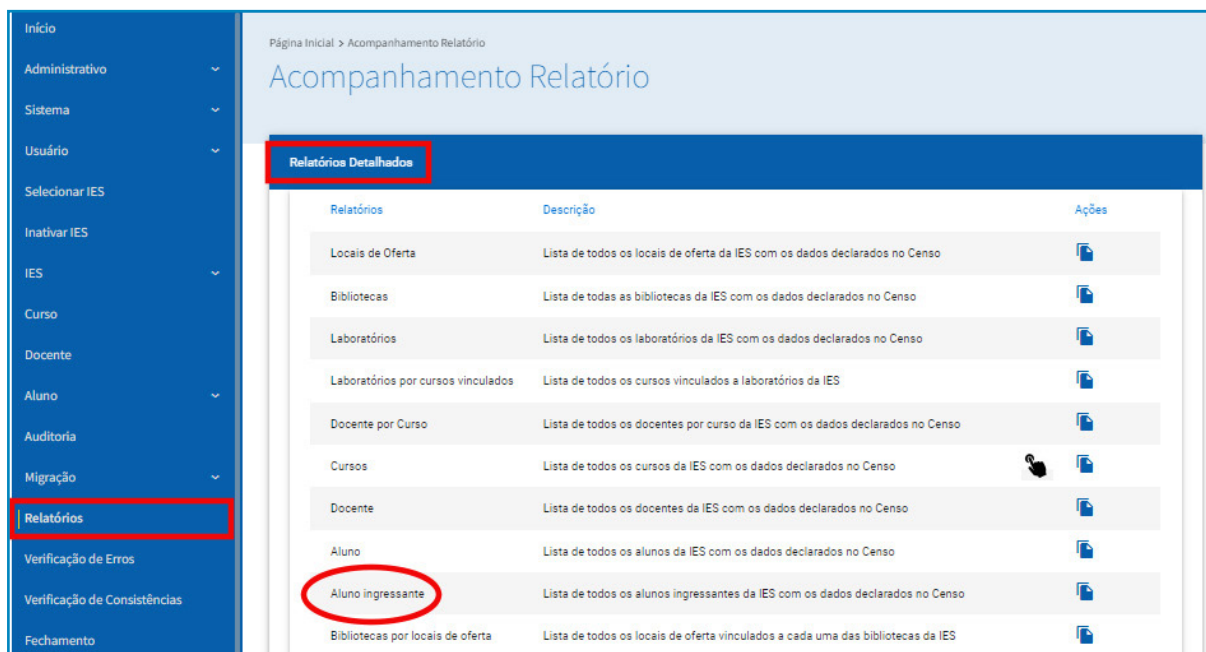 Início
Administrativo
Sistema
Usuário
Selecionar IES
Inativar IES
IES
Curso
Docente
Aluno
Auditoria
Migração
Relatórios
Verificação de Erros
Verificação de Consistências
Fechamento
Página Inicial > Acompanhamento Relatório
Acompanhamento Relatório
Relatórios Detalhados
Relatórios Descrição Ações
Locais de Oferta Lista de todos os locais de oferta da IES com os dados declarados no Censo
Bibliotecas Lista de todas as bibliotecas da IES com os dados declarados no Censo
Laboratórios Lista de todos os laboratórios da IES com os dados declarados no Censo
Laboratórios por cursos vinculados Lista de todos os cursos vinculados a laboratórios da IES
Docente por Curso Lista de todos os docentes por curso da IES com os dados declarados no Censo
Cursos Lista de todos os cursos da IES com os dados declarados no Censo
Docente Lista de todos os docentes da IES com os dados declarados no Censo
Aluno Lista de todos os alunos da IES com os dados declarados no Censo
Aluno ingressante Lista de todos os alunos ingressantes da IES com os dados declarados no Censo
Bibliotecas por locais de oferta Lista de todos os locais de oferta vinculados a cada uma das bibliotecas da IES